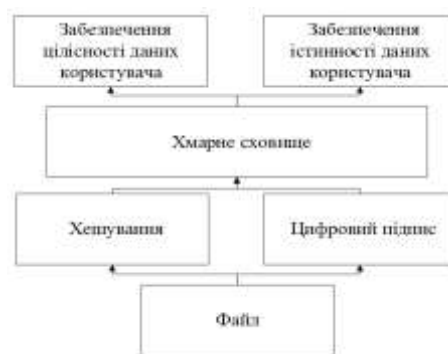 Забезпечення
цілісності даних
користувача
Забезпечення
істинності даних
користувача
Хмарне сховище
Хешування
Цифровий підпис
Файл